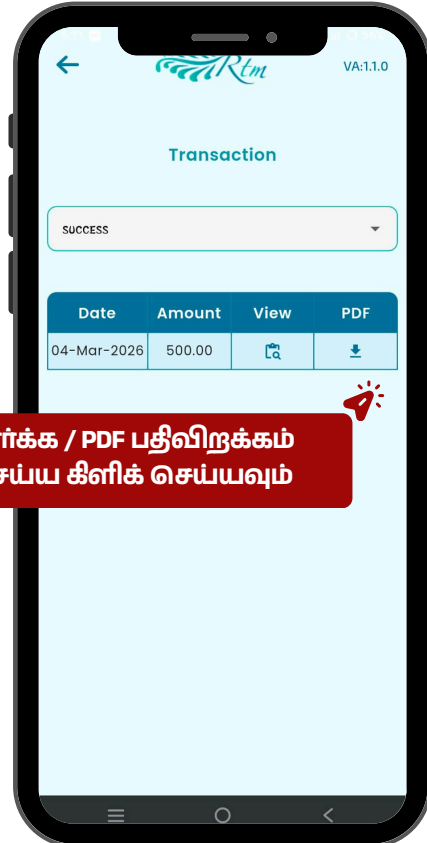 Rtm
VA:1.1.0
Transaction
SUCCESS
Date Amount View PDF
04-Mar-2026 500.00
/ PDF பதிவிறக்கம்
கிளிக் செய்யவும்